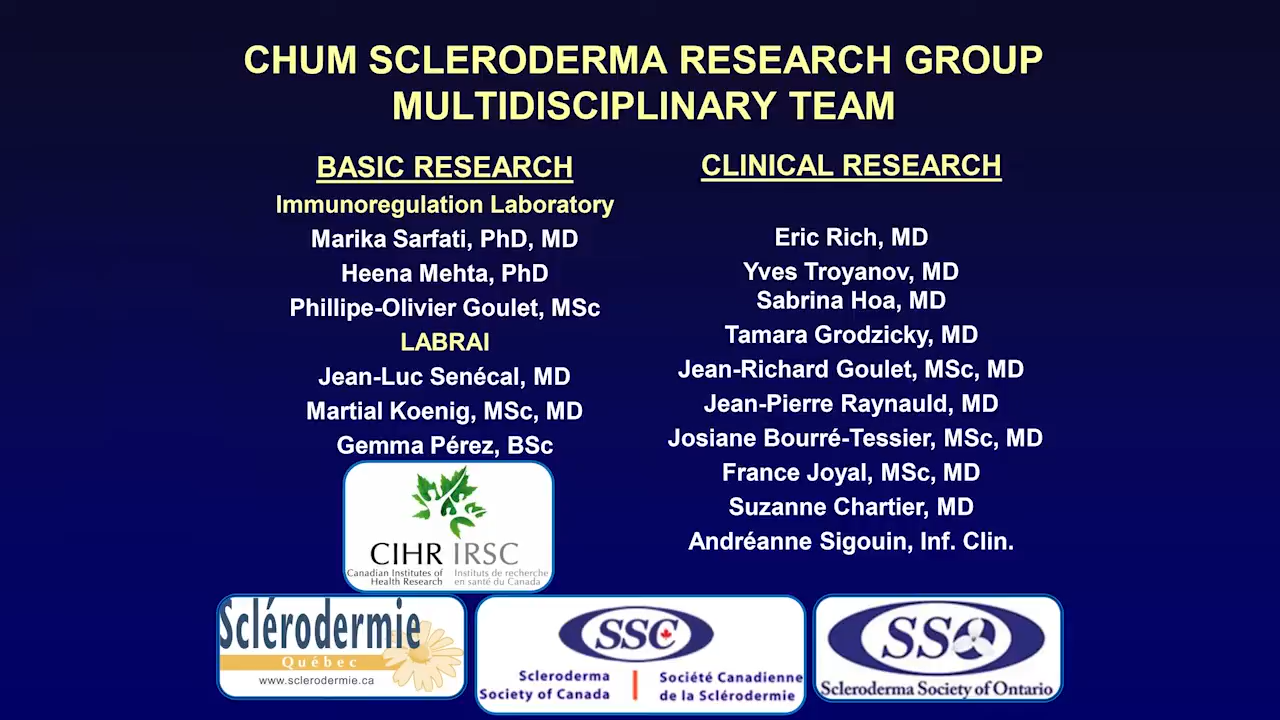 CHUM SCLERODERMA RESEARCH GROUP
MULTIDISCIPLINARY TEAM
BASIC RESEARCH
Immunoregulation Laboratory
Marika Sarfati, PhD, MD
Heena Mehta, PhD
Phillipe-Olivier Goulet, MSc
LABRAI
Jean-Luc Senécal, MD
Martial Koenig, MSc, MD
Gemma Pérez, BSc
CLINICAL RESEARCH
Eric Rich, MD
Yves Troyanov, MD
Sabrina Hoa, MD
Tamara Grodzicky, MD
Jean-Richard Goulet, MSc, MD
Jean-Pierre Raynauld, MD
Josiane Bourré-Tessier, MSc, MD
France Joyal, MSc, MD
Suzanne Chartier, MD
Andréanne Sigouin, Inf. Clin.
CIHR IRSC
Canadian Institutes of
Health Research
Instituts de recherche
en santé du Canada
Sclérodermie
Québec
www.sclerodermie.ca
SSC
Scleroderma
Society of Canada
Société Canadienne
de la Sclérodermie
SSO
Scleroderma Society of Ontario